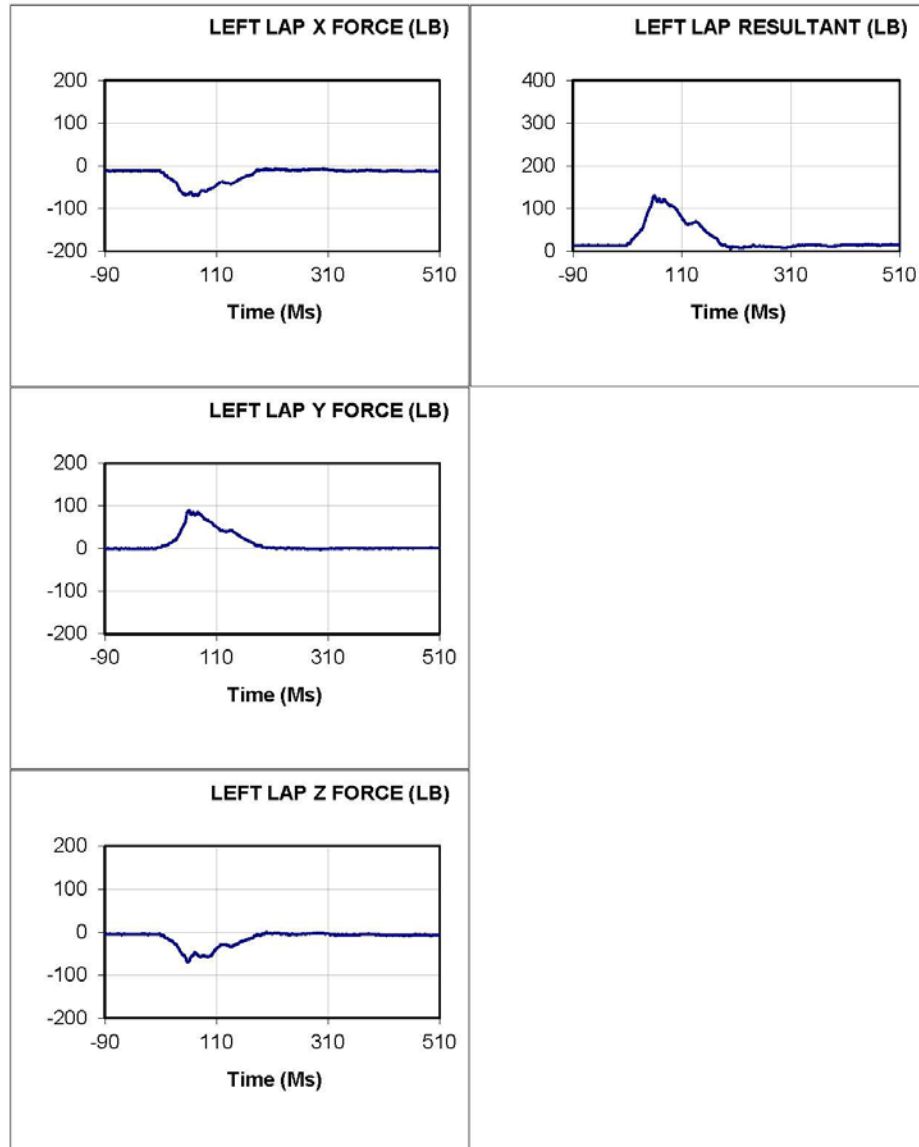 LEFT LAP X FORCE (LB)
200
100
0
-100
-200
-90 110 310 510
Time (Ms)
LEFT LAP RESULTANT (LB)
400
300
200
100
0
-90 110 310 510
Time (Ms)
LEFT LAP Y FORCE (LB)
200
100
0
-100
-200
-90 110 310 510
Time (Ms)
LEFT LAP Z FORCE (LB)
200
100
0
-100
-200
-90 110 310 510
Time (Ms)